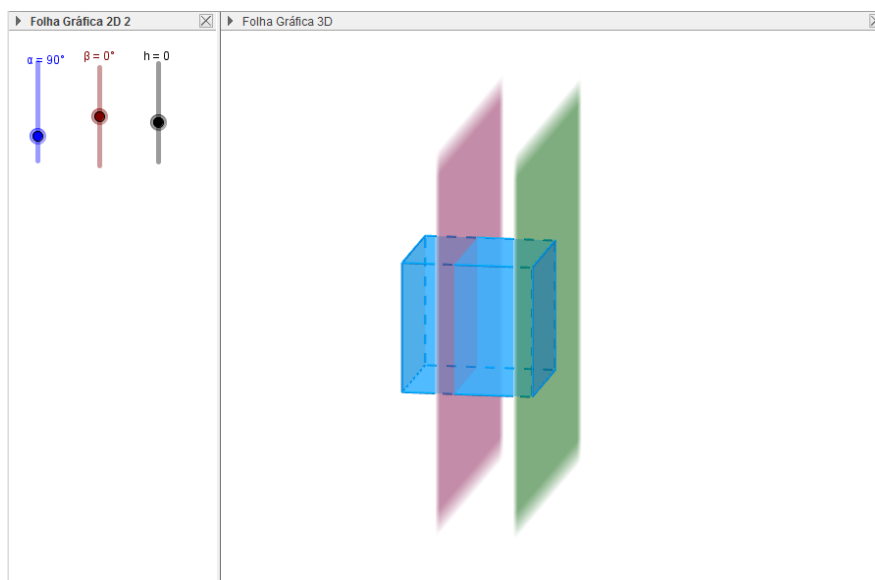 Folha Gráfica 2D 2
Folha Gráfica 3D
α = 90°
β = 0°
h = 0